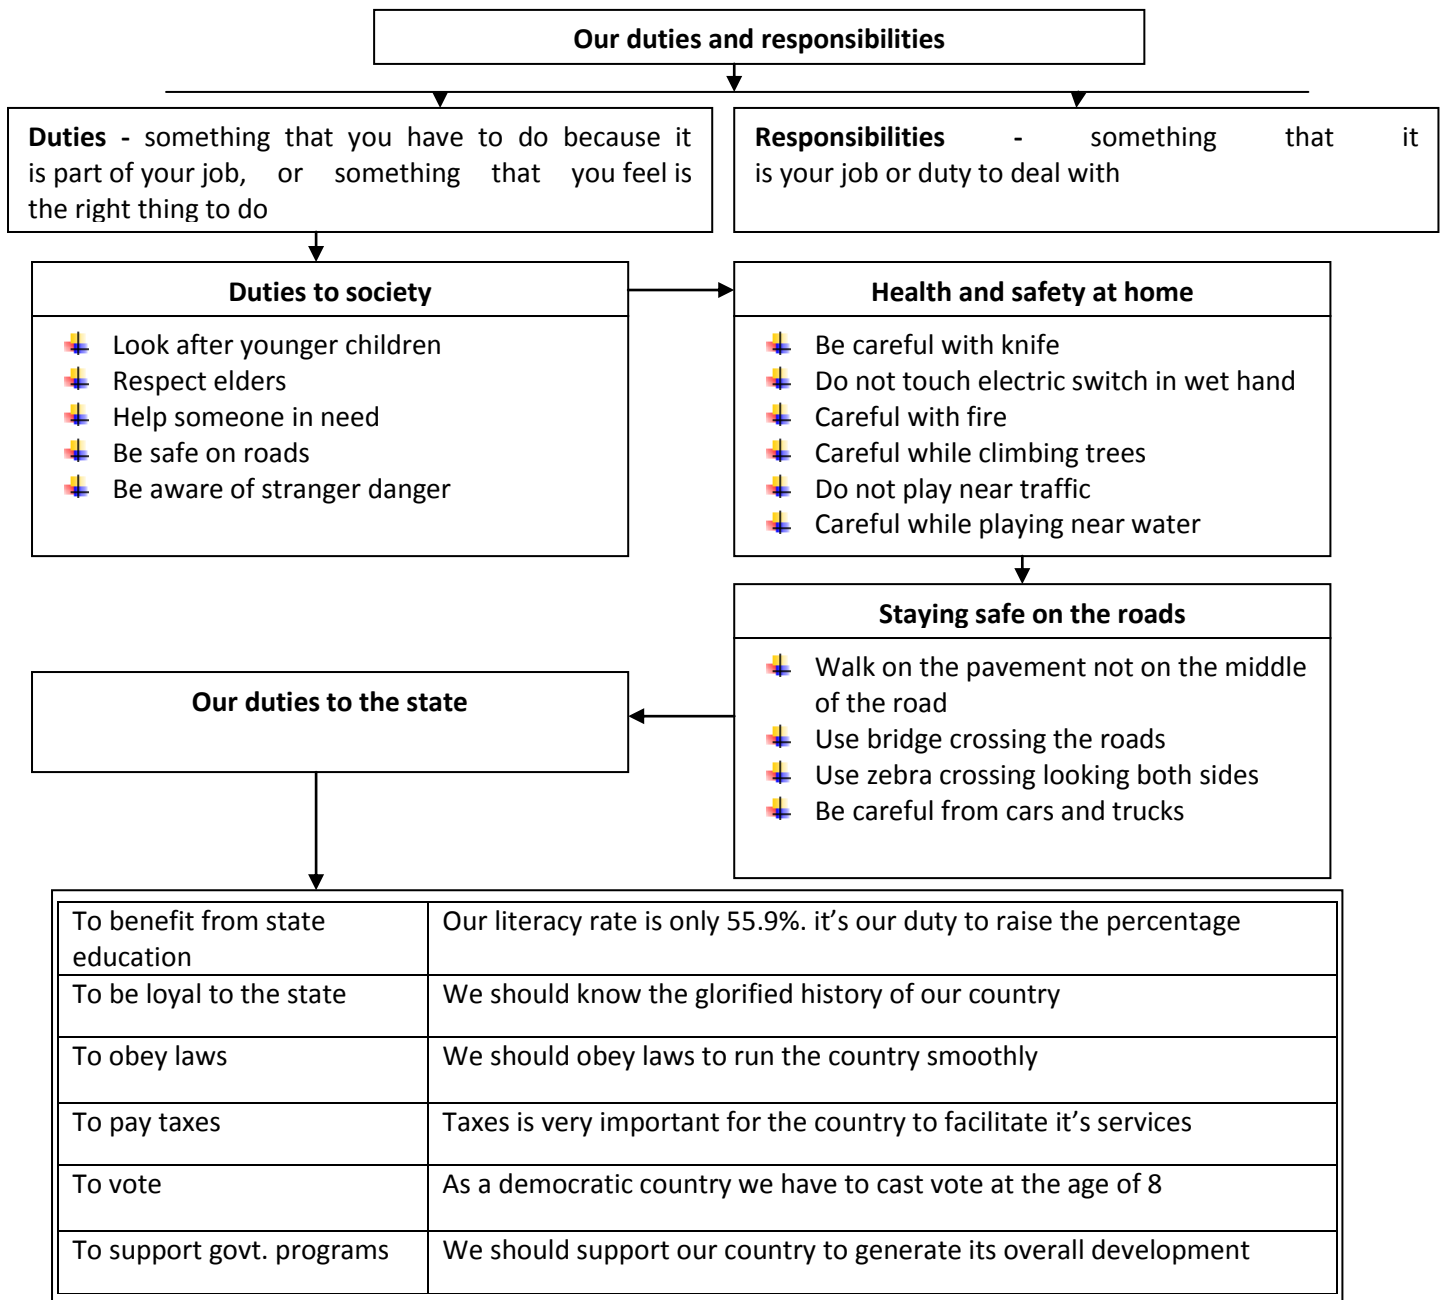 Our duties and responsibilities
Duties - something that you have to do because it
is part of your job, or something that you feel is
the right thing to do
Responsibilities - something that it
is your job or duty to deal with
Duties to society
Look after younger children
Respect elders
Help someone in need
Be safe on roads
Be aware of stranger danger
Health and safety at home
Be careful with knife
Do not touch electric switch in wet hand
Careful with fire
Careful while climbing trees
Do not play near traffic
Careful while playing near water
Staying safe on the roads
Walk on the pavement not on the middle
of the road
Use bridge crossing the roads
Use zebra crossing looking both sides
Be careful from cars and trucks
Our duties to the state
To benefit from state
education
Our literacy rate is only 55.9%. it’s our duty to raise the percentage
To be loyal to the state
We should know the glorified history of our country
To obey laws
We should obey laws to run the country smoothly
To pay taxes
Taxes is very important for the country to facilitate it’s services
To vote
As a democratic country we have to cast vote at the age of 8
To support govt. programs
We should support our country to generate its overall development